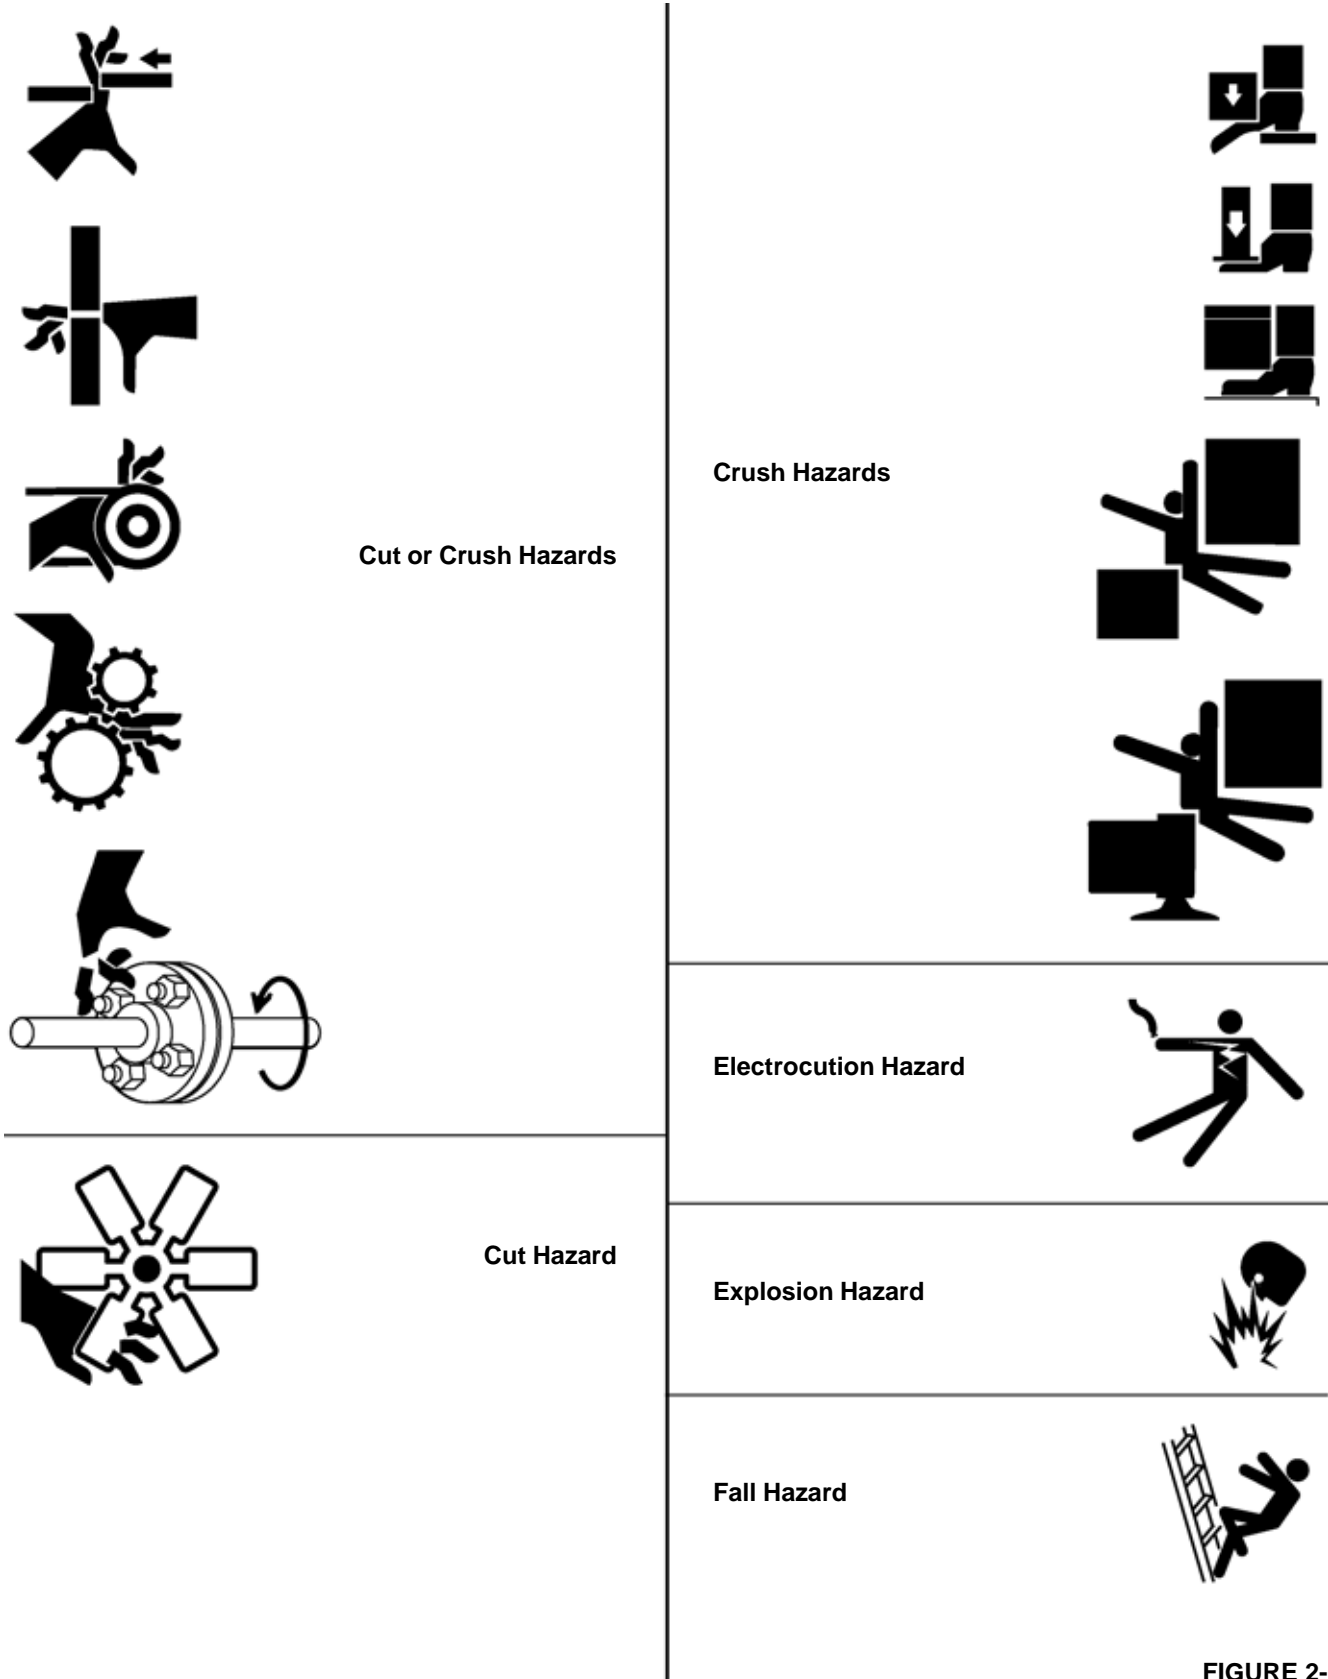 Cut or Crush Hazards
Cut Hazard
Crush Hazards
Electrocution Hazard
Explosion Hazard
Fall Hazard
FIGURE 2-